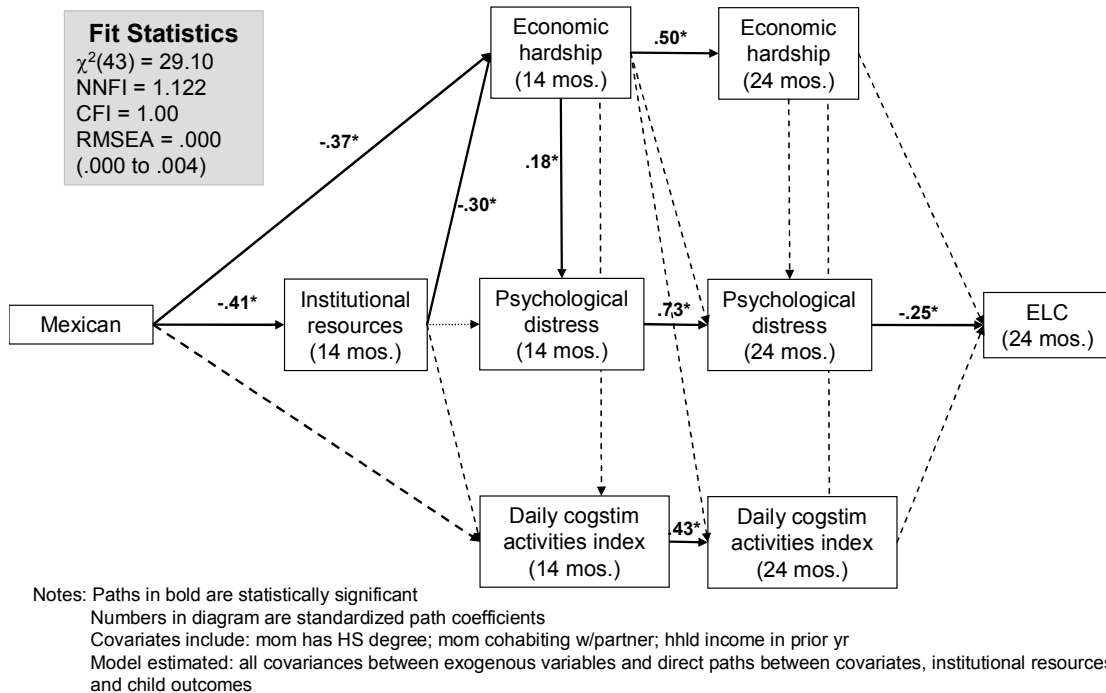 Fit Statistics
χ²(43) = 29.10
NNFI = 1.122
CFI = 1.00
RMSEA = .000
(.000 to .004)
Economic
hardship
(14 mos.)
.50*
Economic
hardship
(24 mos.)
-.37*
-.30*
.18*
Mexican
-.41*
Institutional
resources
(14 mos.)
Psychological
distress
(14 mos.)
.73*
Psychological
distress
(24 mos.)
-.25*
ELC
(24 mos.)
Daily cogstim
activities index
(14 mos.)
.43*
Daily cogstim
activities index
(24 mos.)
Notes: Paths in bold are statistically significant
Numbers in diagram are standardized path coefficients
Covariates include: mom has HS degree; mom cohabiting w/partner; hhld income in prior yr
Model estimated: all covariances between exogenous variables and direct paths between covariates, institutional resources
and child outcomes